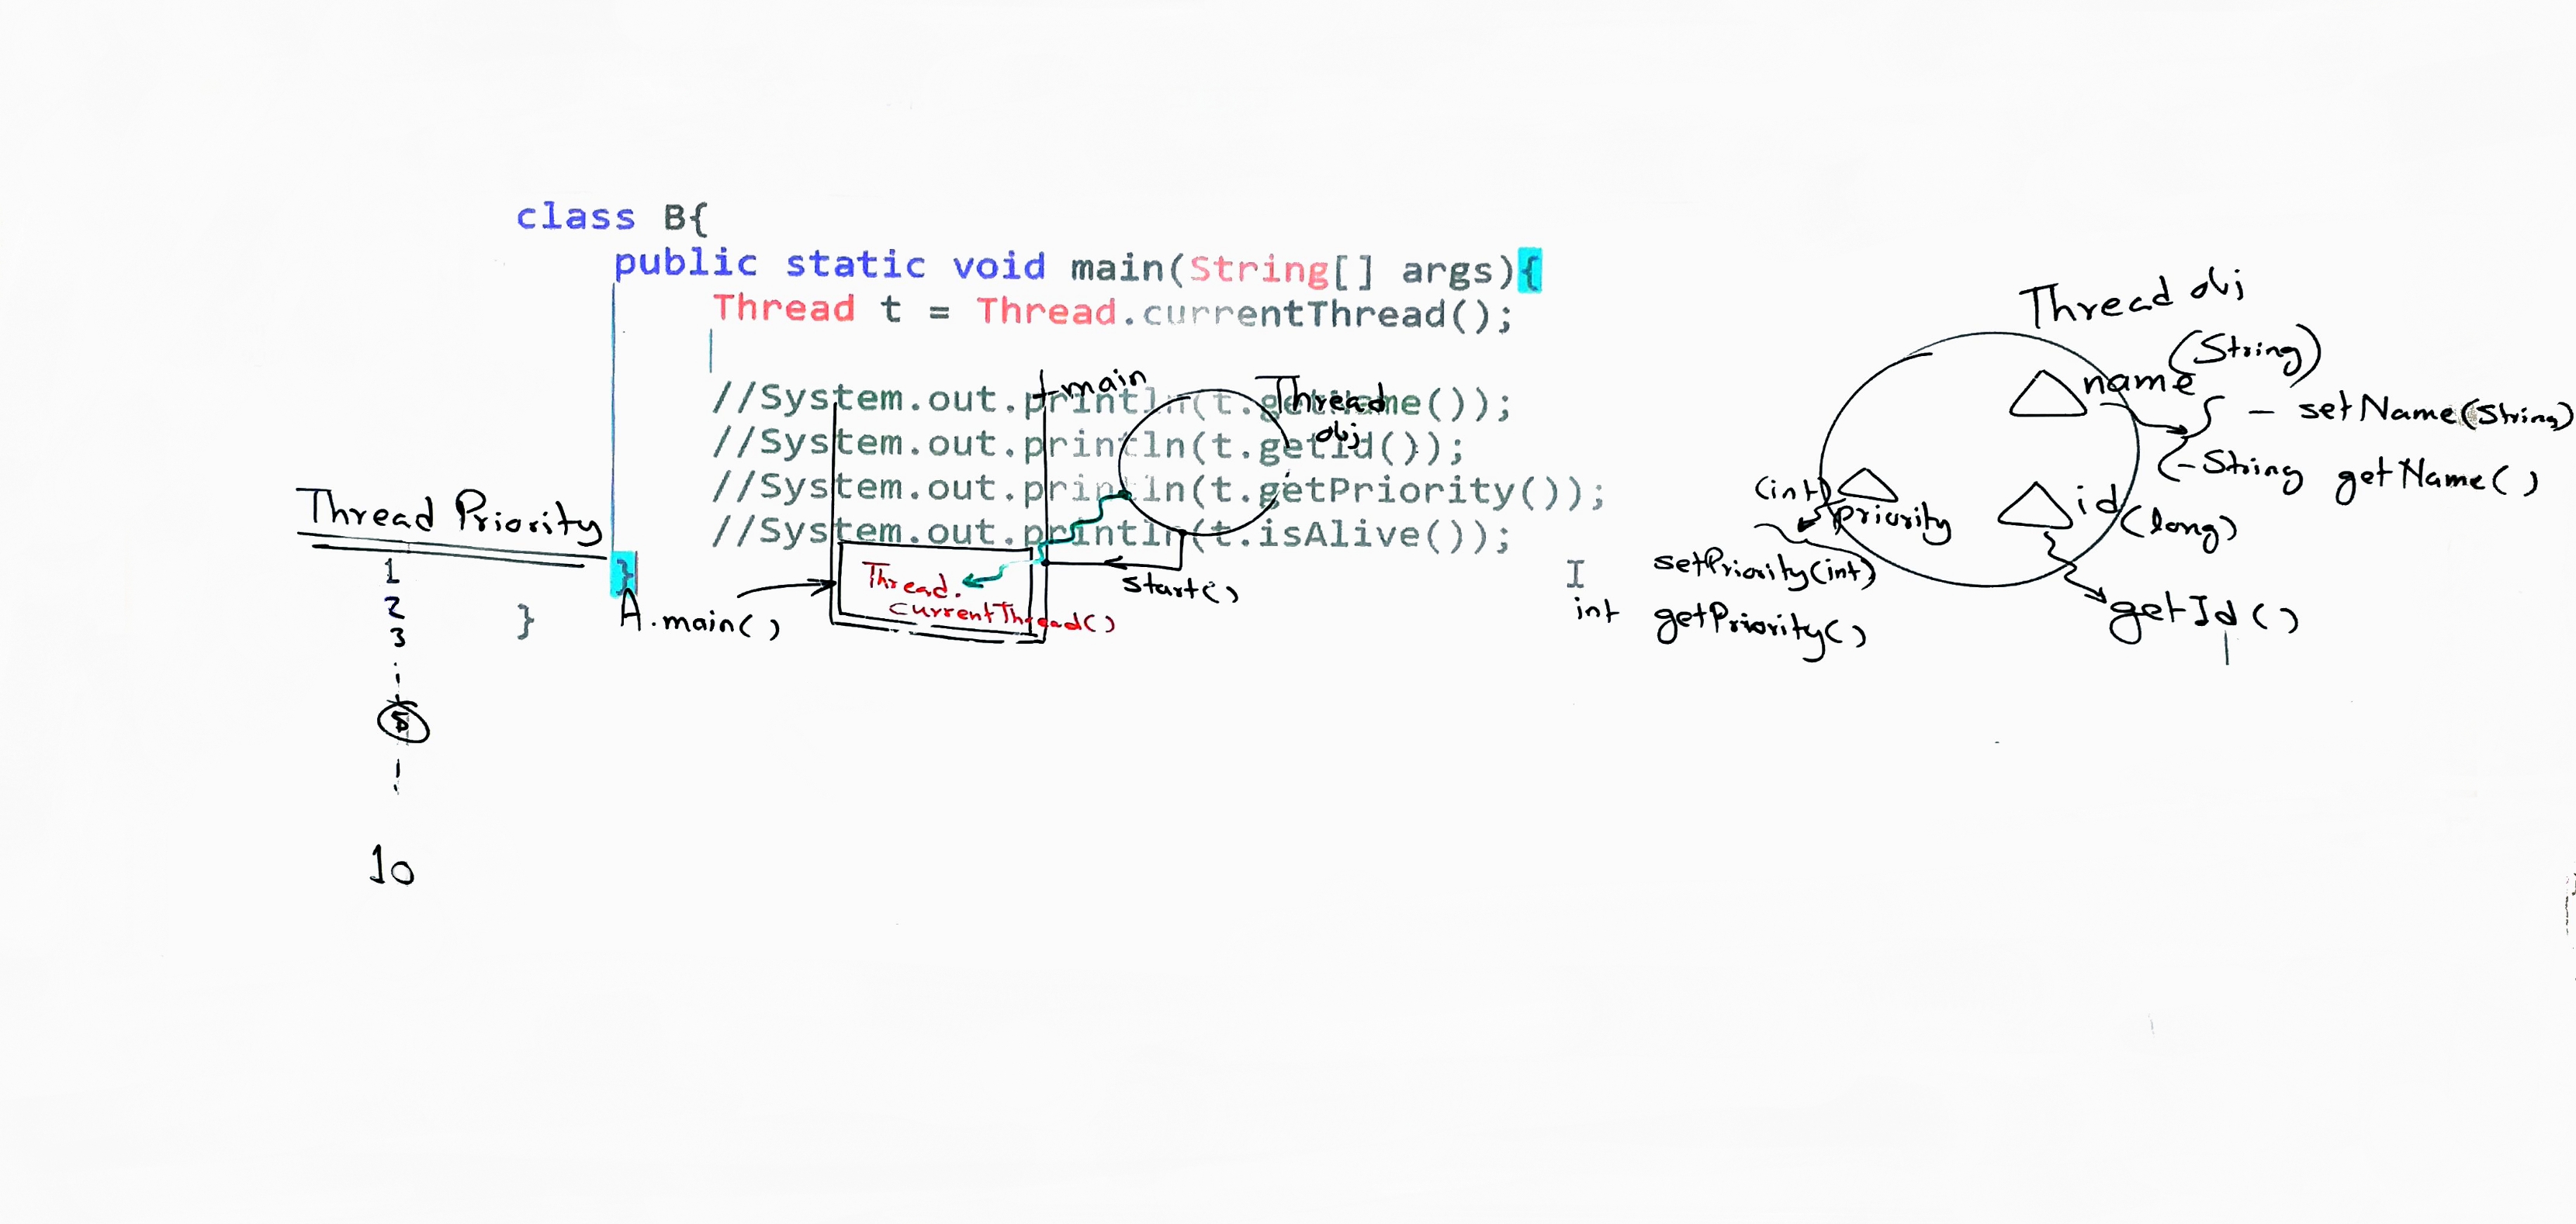 class B{
public static void main(String[] args){
Thread t = Thread.currentThread();
//System.out.println(t.getName());
//System.out.println(t.getId());
//System.out.println(t.getPriority());
//System.out.println(t.isAlive());
}
}
Thread Priority
1
2
3
5
10
A.main()
t-main
Thread
obj
Thread.
currentThread()
start()
Thread obj
(String)
name
- setName(String)
- String getName()
(int)
priority
setPriority(int)
int getPriority()
id
(long)
getId()